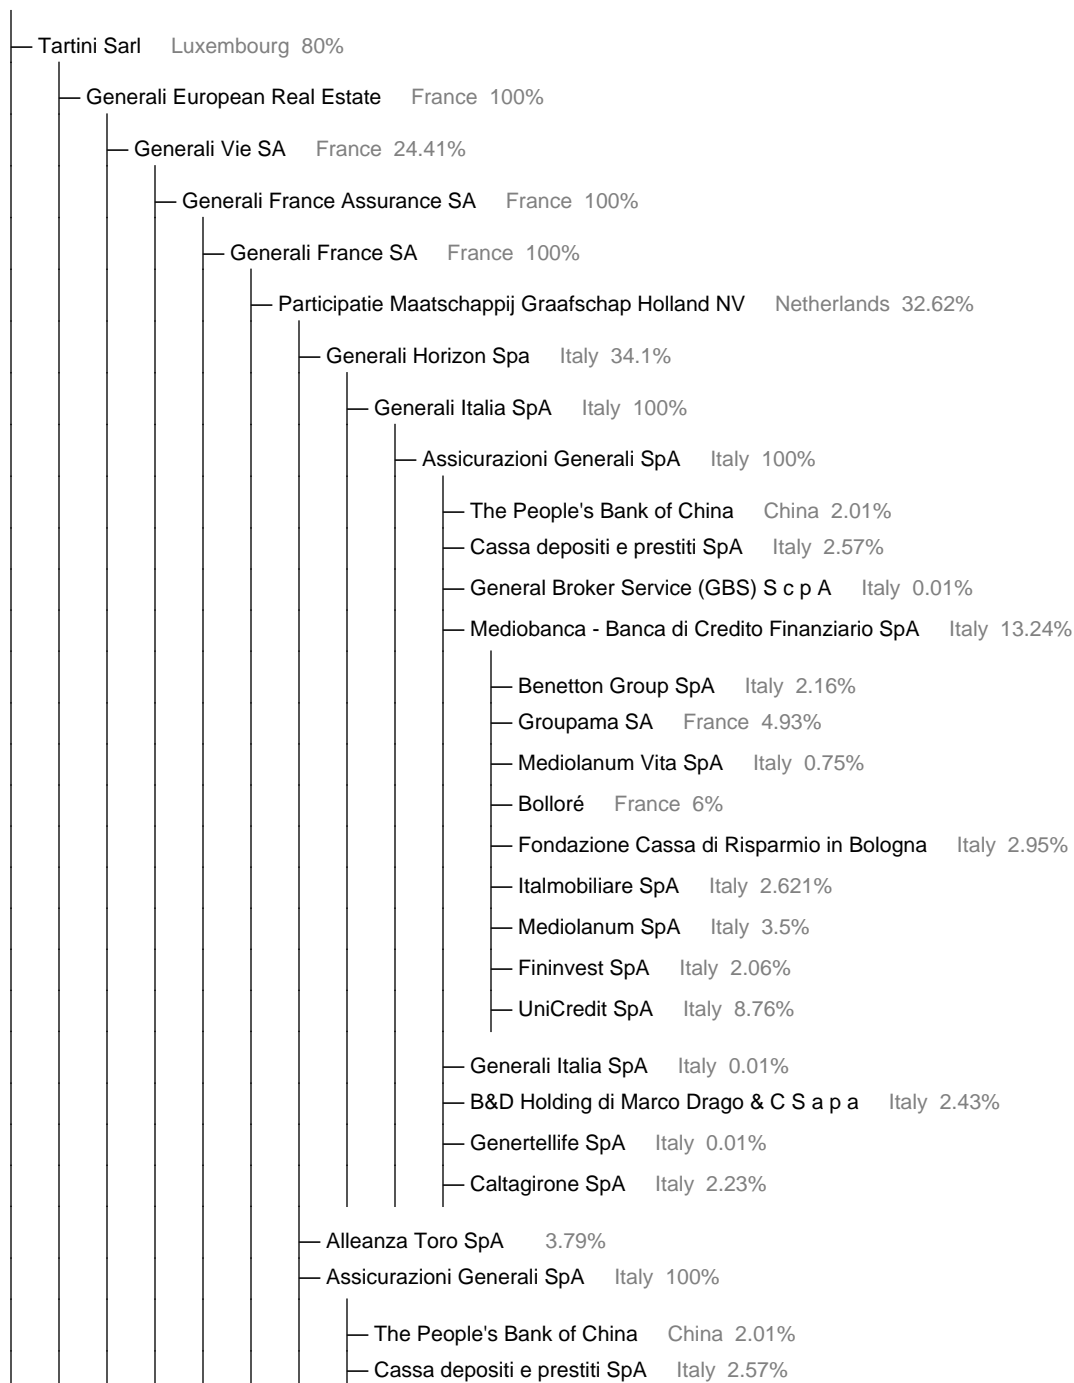 Tartini Sarl Luxembourg 80%
Generali European Real Estate France 100%
Generali Vie SA France 24.41%
Generali France Assurance SA France 100%
Generali France SA France 100%
Participatie Maatschappij Graafschap Holland NV Netherlands 32.62%
Generali Horizon Spa Italy 34.1%
Generali Italia SpA Italy 100%
Assicurazioni Generali SpA Italy 100%
The People's Bank of China China 2.01%
Cassa depositi e prestiti SpA Italy 2.57%
General Broker Service (GBS) S c p A Italy 0.01%
Mediobanca - Banca di Credito Finanziario SpA Italy 13.24%
Benetton Group SpA Italy 2.16%
Groupama SA France 4.93%
Mediolanum Vita SpA Italy 0.75%
Bolloré France 6%
Fondazione Cassa di Risparmio in Bologna Italy 2.95%
Italmobiliare SpA Italy 2.621%
Mediolanum SpA Italy 3.5%
Fininvest SpA Italy 2.06%
UniCredit SpA Italy 8.76%
Generali Italia SpA Italy 0.01%
B&D Holding di Marco Drago & C S a p a Italy 2.43%
Genertellife SpA Italy 0.01%
Caltagirone SpA Italy 2.23%
Alleanza Toro SpA 3.79%
Assicurazioni Generali SpA Italy 100%
The People's Bank of China China 2.01%
Cassa depositi e prestiti SpA Italy 2.57%